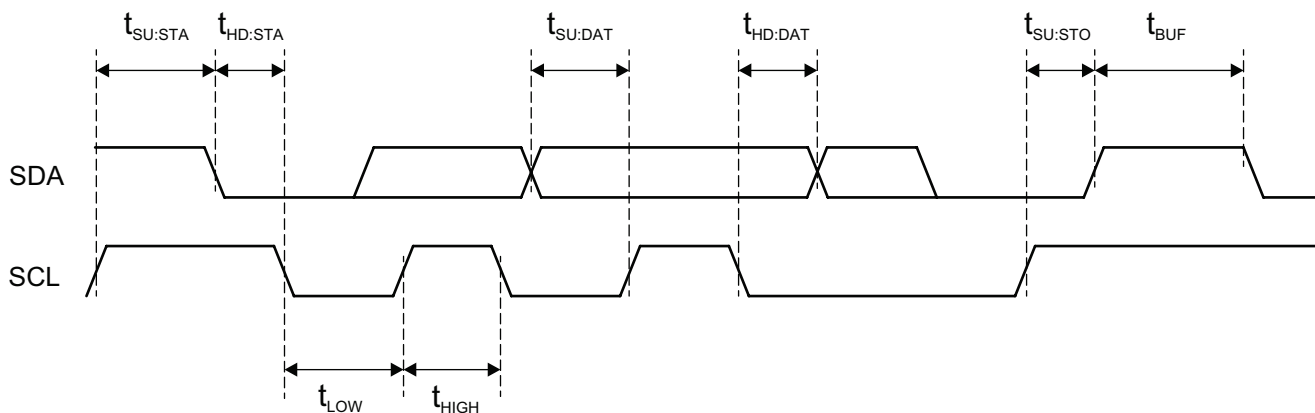 tSU:STA tHD:STA tSU:DAT tHD:DAT tSU:STO tBUF
SDA
SCL
tLOW tHIGH